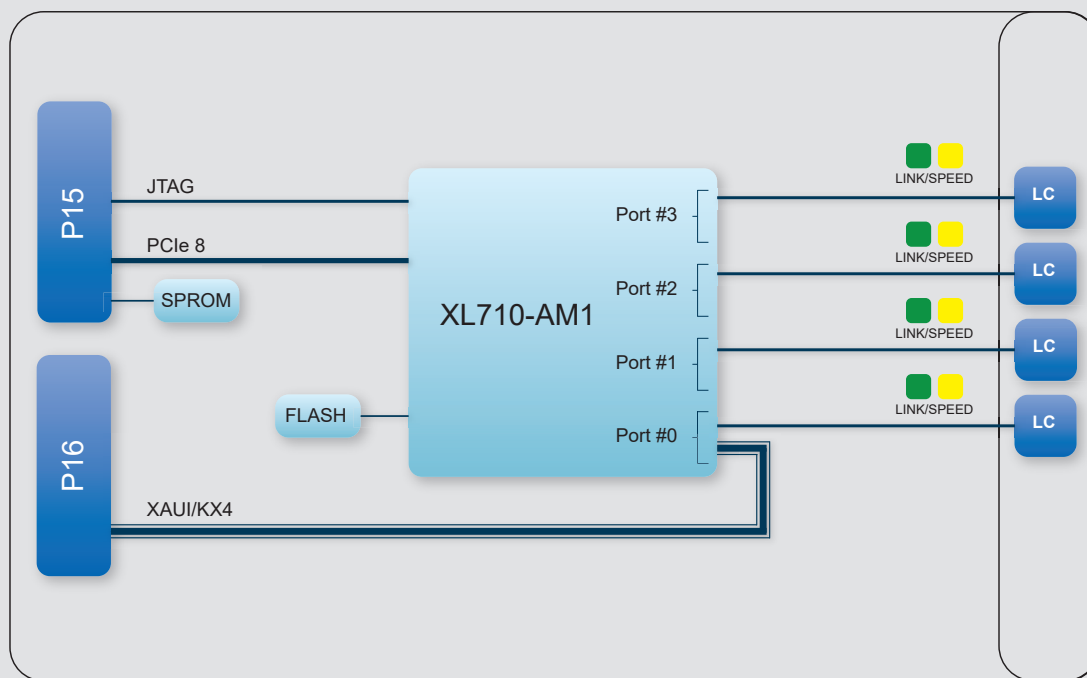 P15
JTAG
PCIe 8
SPROM
P16
XAUI/KX4
FLASH
XL710-AM1
Port #3
Port #2
Port #1
Port #0
LINK/SPEED
LC
LINK/SPEED
LC
LINK/SPEED
LC
LINK/SPEED
LC